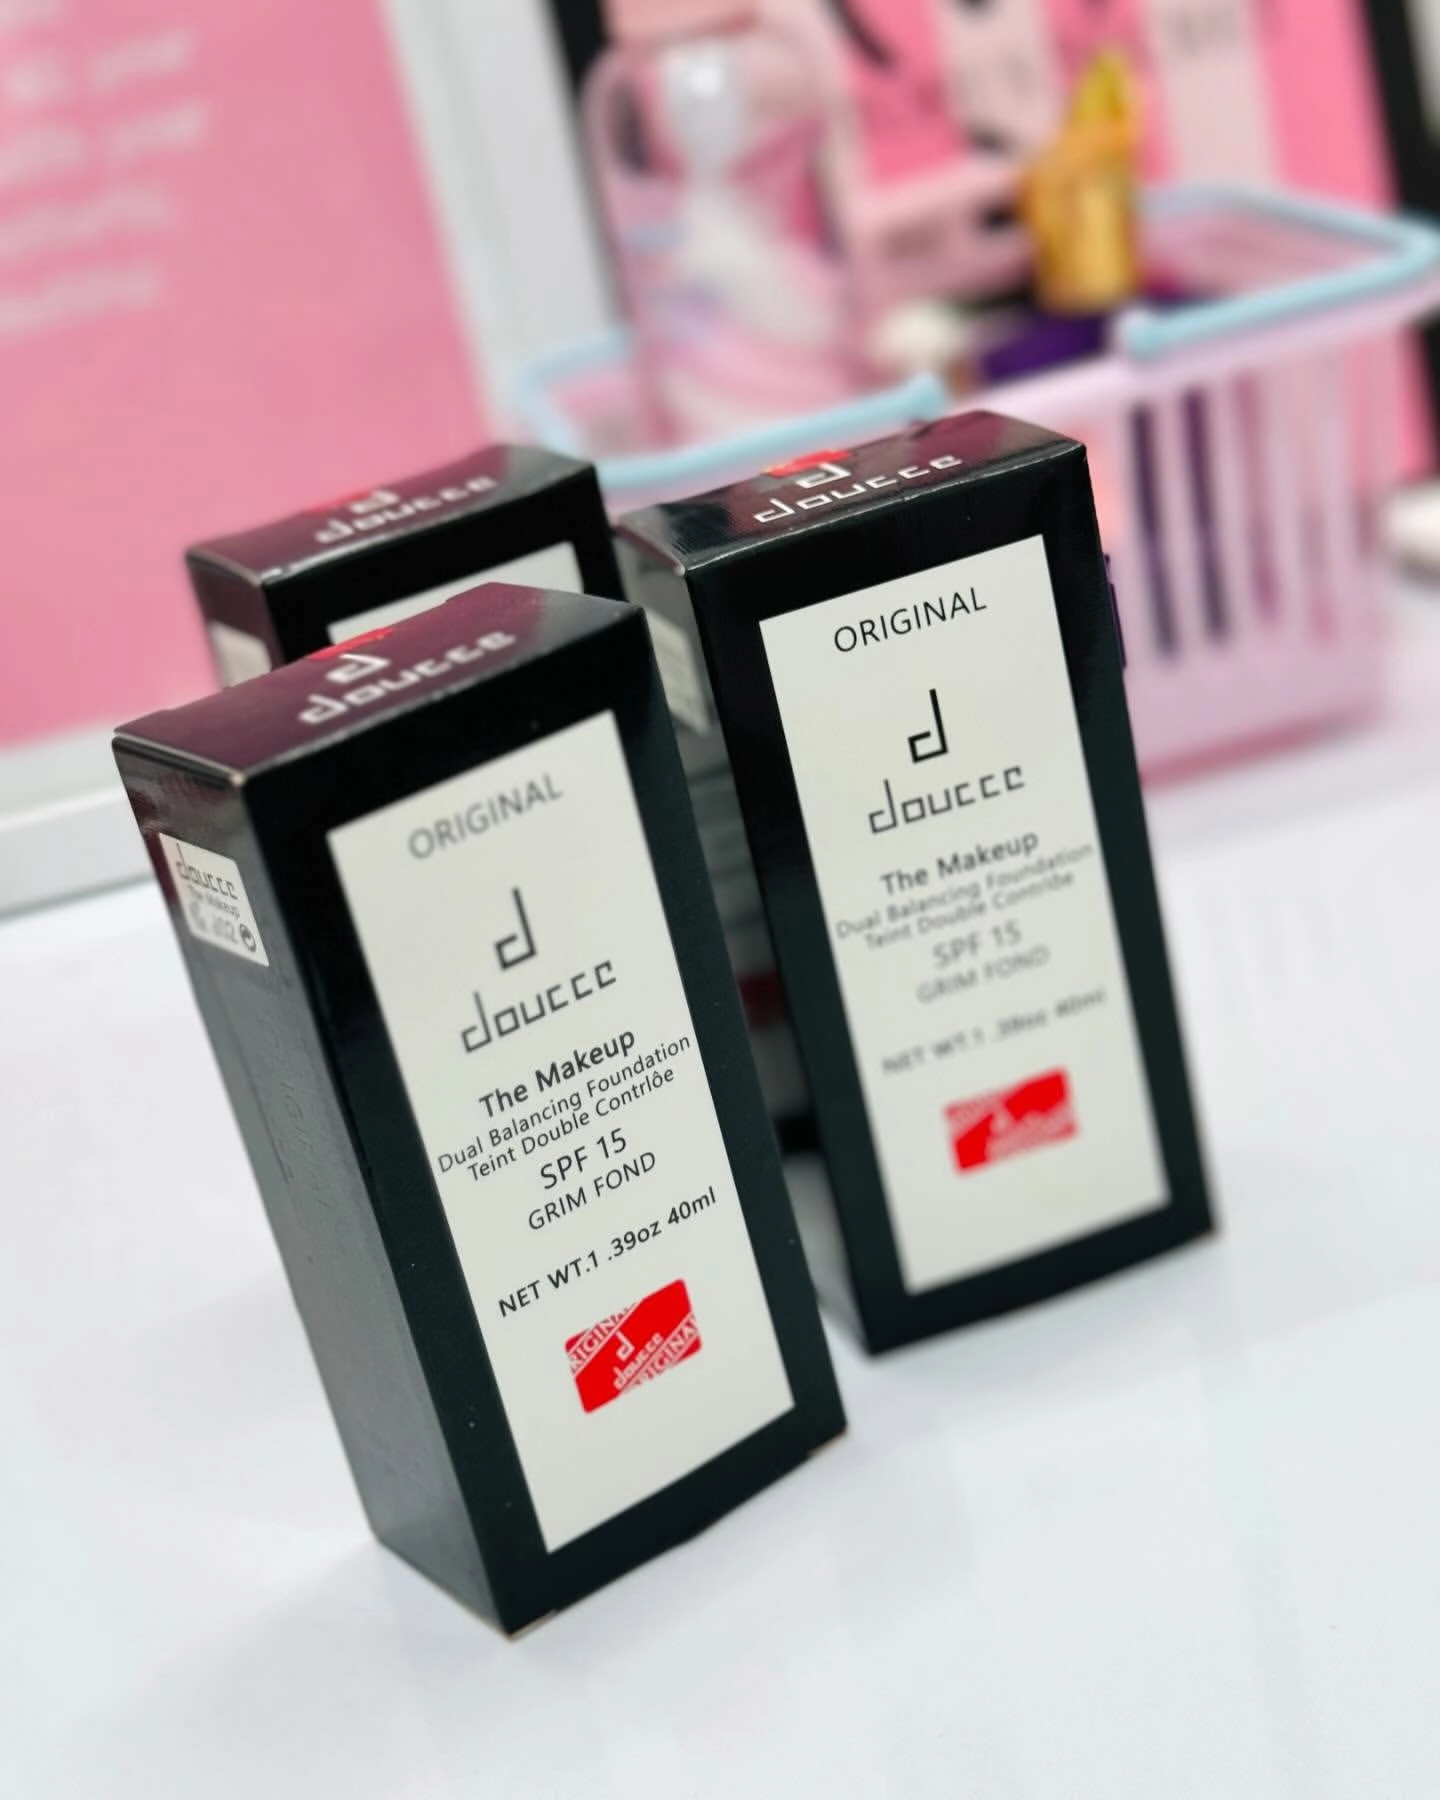 doucce
doucce
doucce
doucce
The Makeup
ORIGINAL
d
doucce
The Makeup
Dual Balancing Foundation
Teint Double Contrlôe
SPF 15
GRIM FOND
NET WT.1 .39oz 40ml
ORIGINAL
d
doucce
ORIGINAL
ORIGINAL
d
doucce
The Makeup
Dual Balancing Foundation
Teint Double Contrlôe
SPF 15
GRIM FOND
NET WT.1 .39oz 40ml